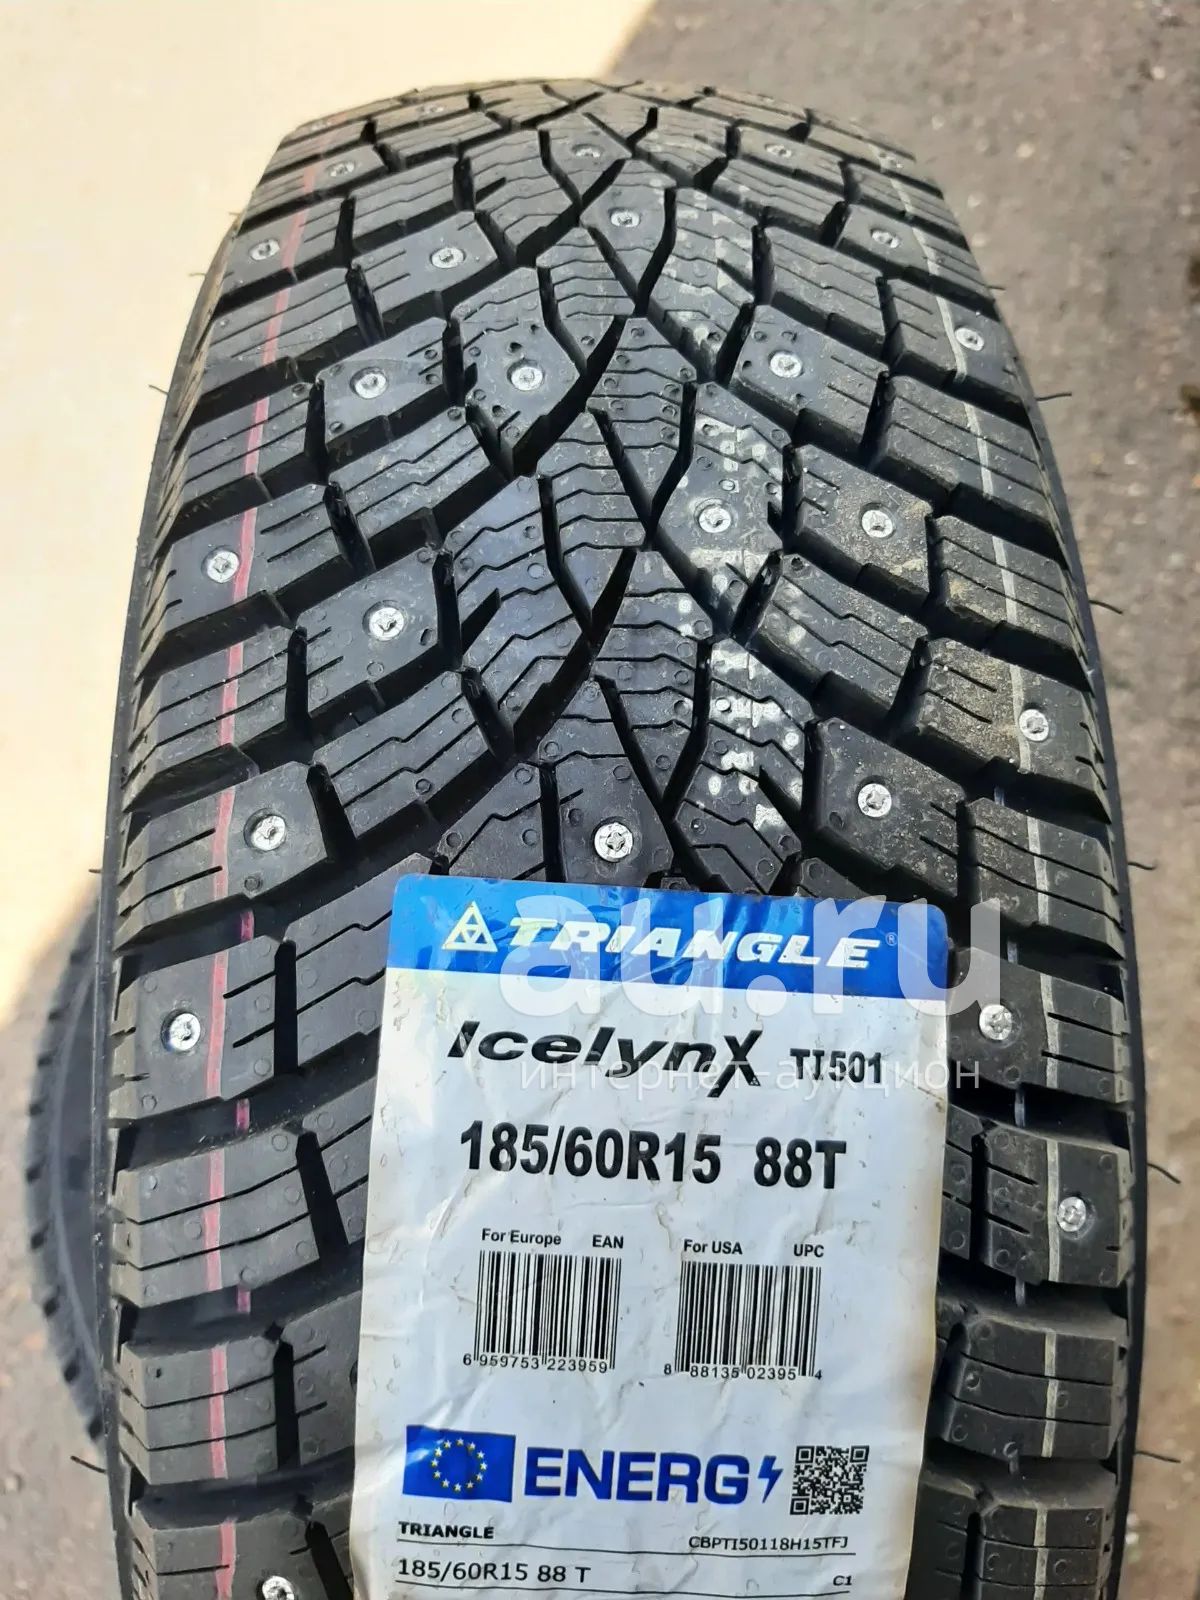 TRIANGLE®
au.ru
IcelynX TI501
интернет-аукцион
185/60R15 88T
For Europe EAN For USA UPC
6 959753 223959 8 88135 02395 4
ENERG
TRIANGLE CBPTI50118H15TFJ
185/60R15 88 T C1